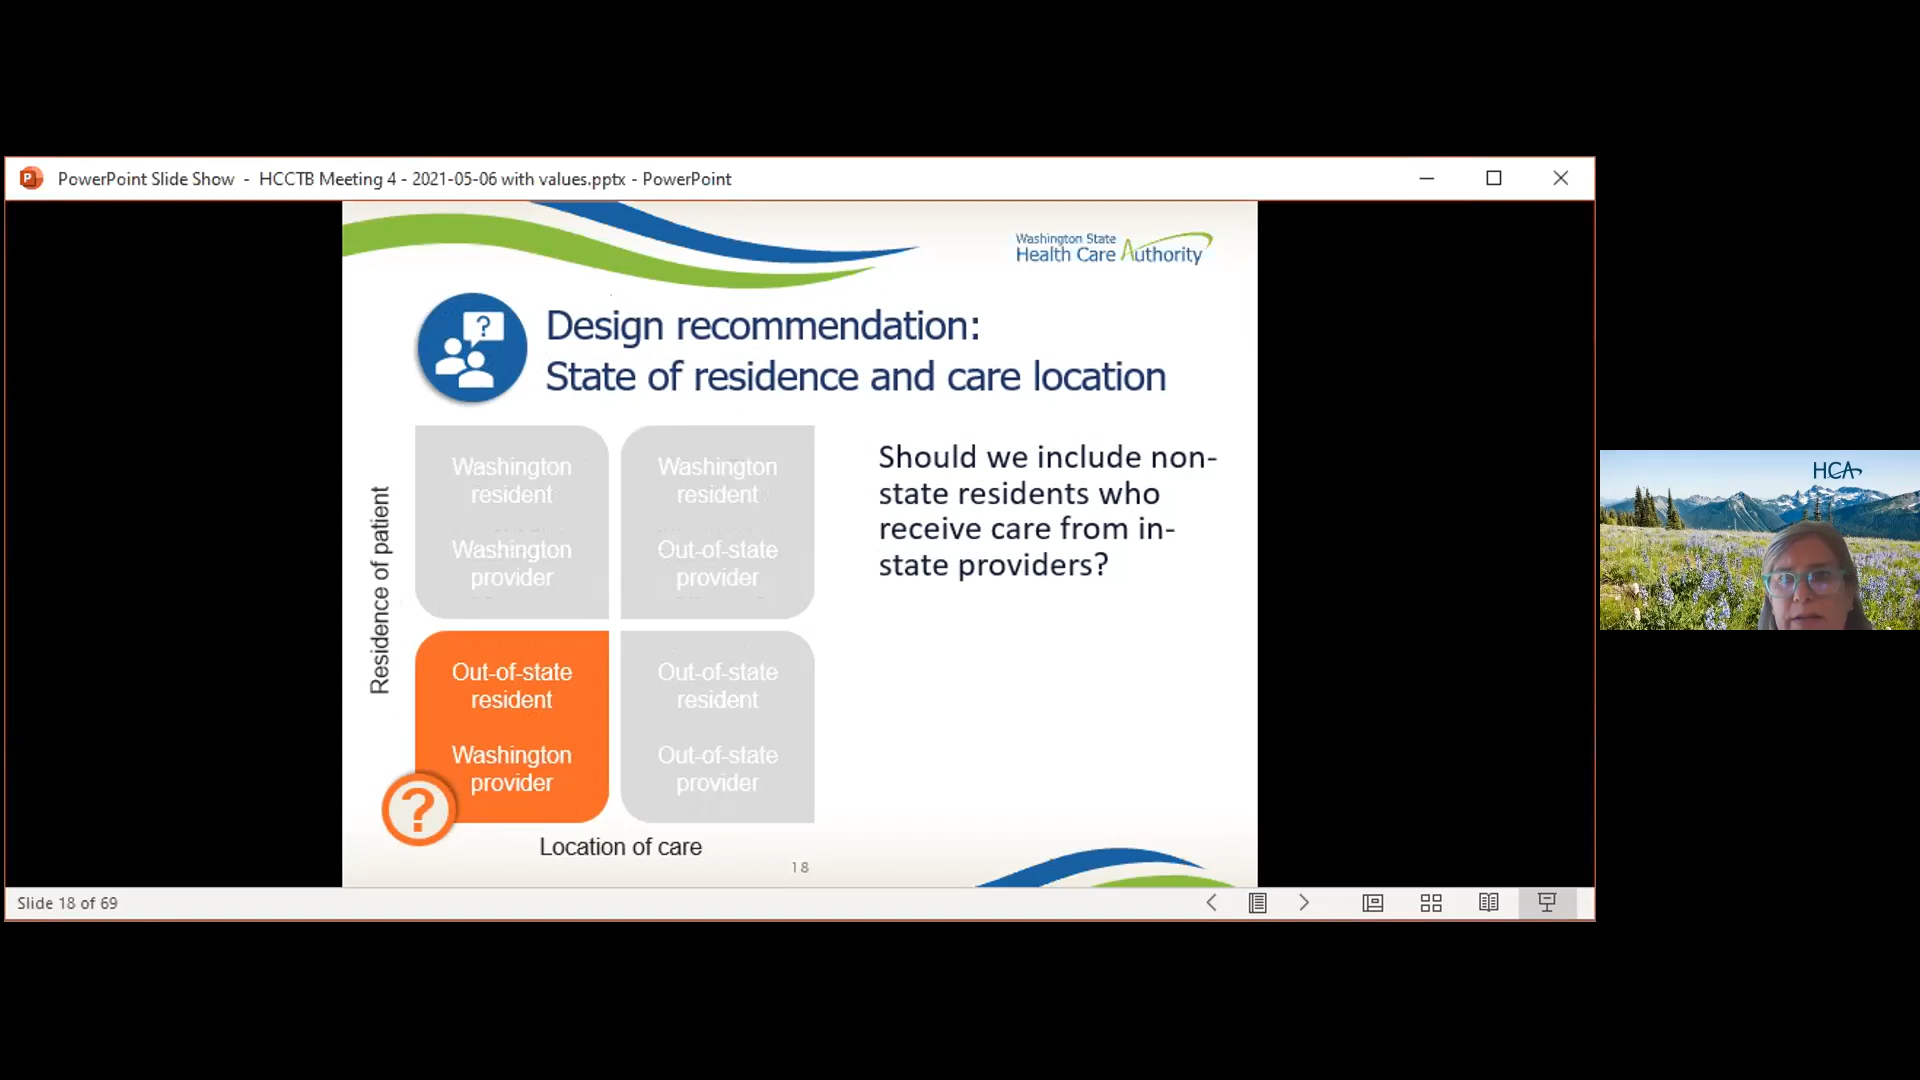 PowerPoint Slide Show - HCCTB Meeting 4 - 2021-05-06 with values.pptx - PowerPoint
Washington State
Health Care Authority
?
Design recommendation:
State of residence and care location
Residence of patient
Washington
resident
Washington
provider
Washington
resident
Out-of-state
provider
Out-of-state
resident
Washington
provider
Out-of-state
resident
Out-of-state
provider
?
Location of care
Should we include non-
state residents who
receive care from in-
state providers?
18
Slide 18 of 69
HCA